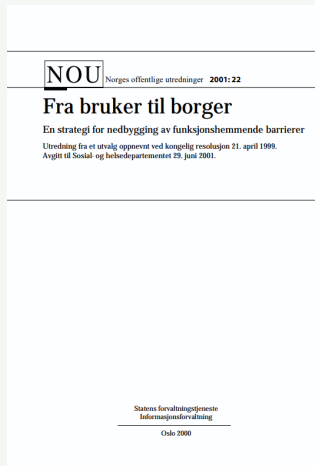 NOU Norges offentlige utredninger 2001: 22
Fra bruker til borger
En strategi for nedbygging av funksjonshemmende barrierer
Utredning fra et utvalg oppnevnt ved kongelig resolusjon 21. april 1999.
Avgitt til Sosial- og helsedepartementet 29. juni 2001.
Statens forvaltningstjeneste
Informasjonsforvaltning
Oslo 2000